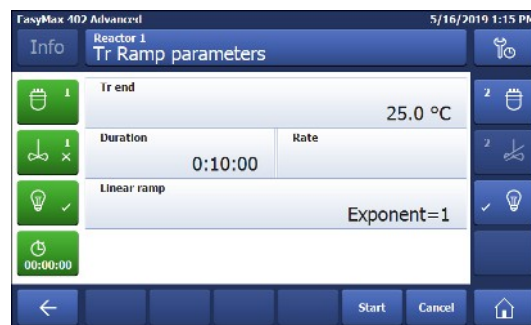 EasyMax 402 Advanced 5/16/2019 1:15 PM
Info
Reactor 1
Tr Ramp parameters
1
Tr end
25.0 °C
2
1
Duration
0:10:00
Rate
2
Linear ramp
Exponent=1
00:00:00
Start Cancel